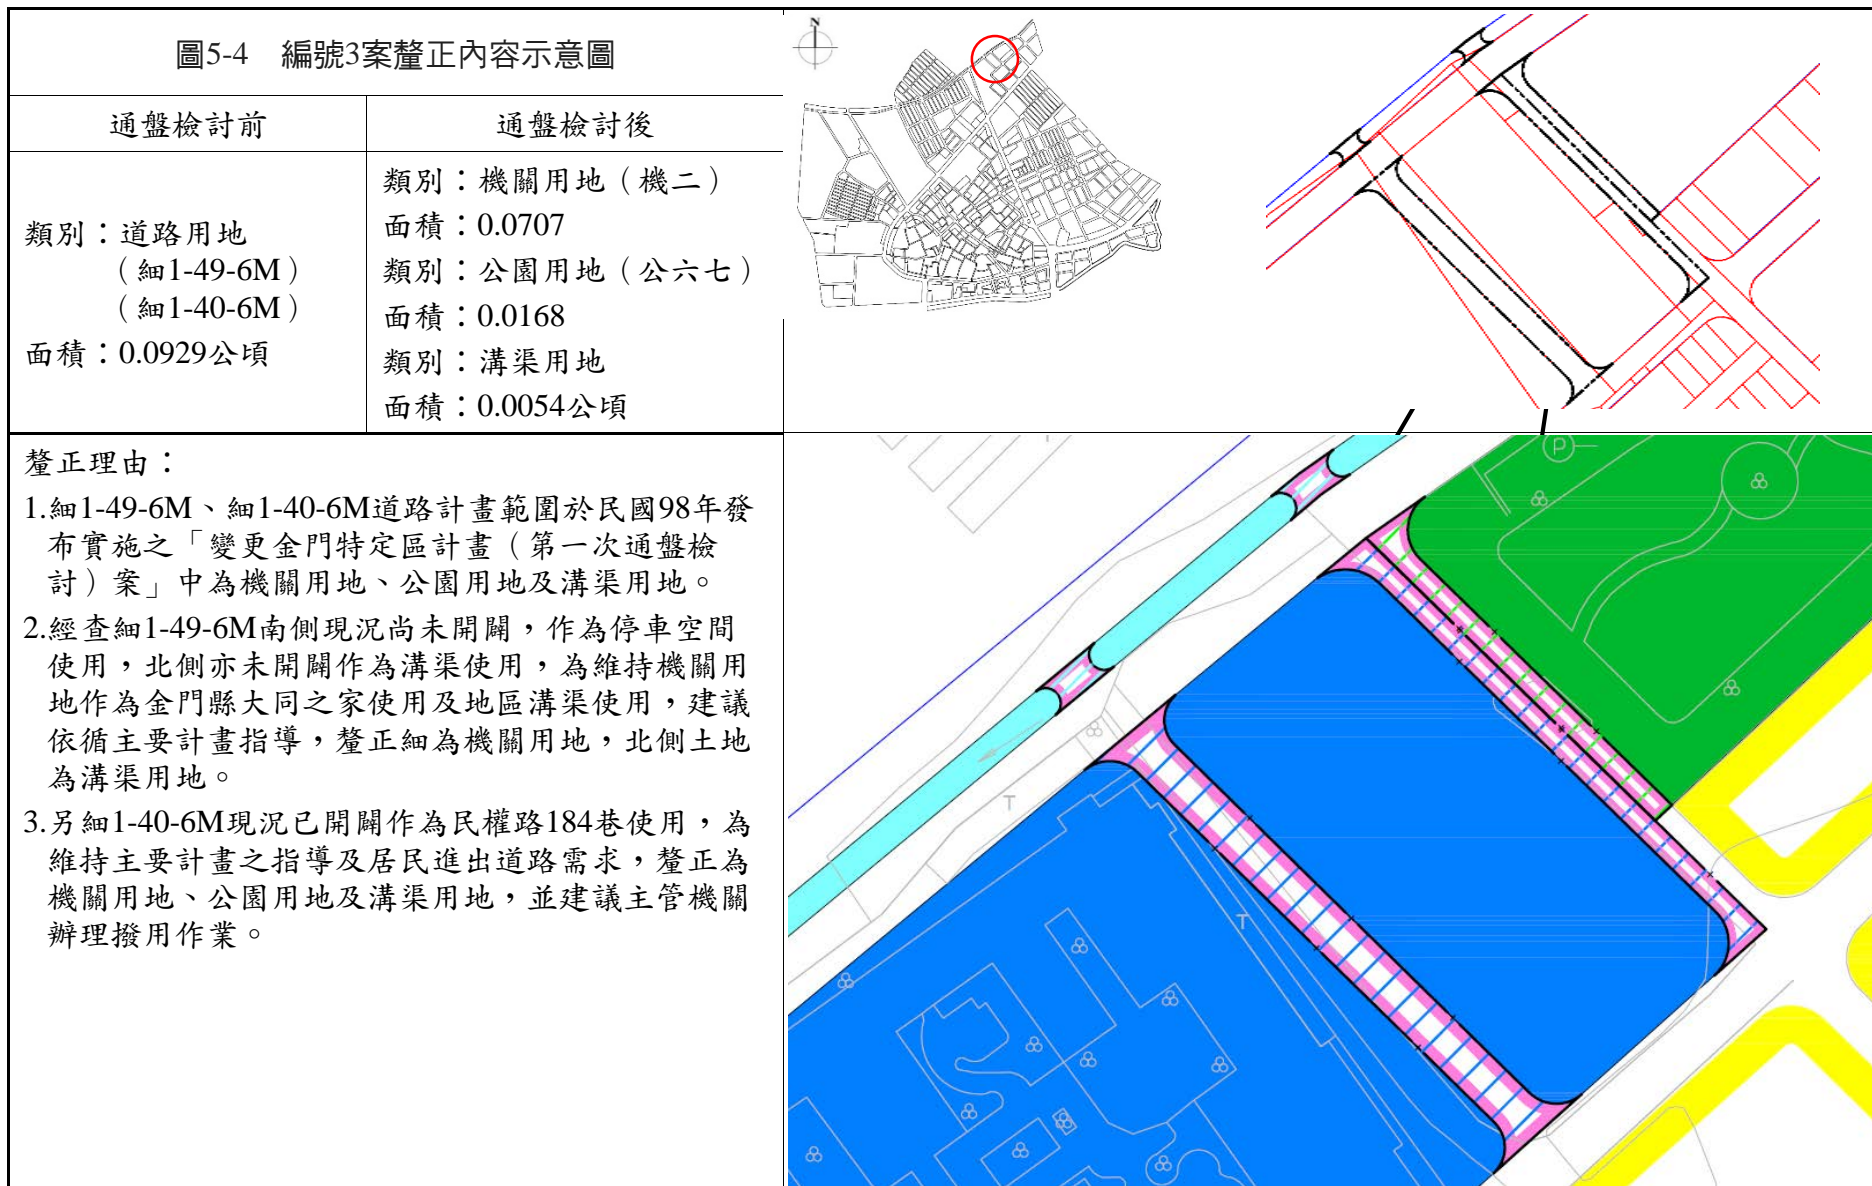 圖5-4　編號3案釐正內容示意圖
通盤檢討前
通盤檢討後
類別：道路用地
（細1-49-6M）
（細1-40-6M）
面積：0.0929公頃
類別：機關用地（機二）
面積：0.0707
類別：公園用地（公六七）
面積：0.0168
類別：溝渠用地
面積：0.0054公頃
N
釐正理由：
1.細1-49-6M、細1-40-6M道路計畫範圍於民國98年發
布實施之「變更金門特定區計畫（第一次通盤檢
討）案」中為機關用地、公園用地及溝渠用地。
2.經查細1-49-6M南側現況尚未開闢，作為停車空間
使用，北側亦未開闢作為溝渠使用，為維持機關用
地作為金門縣大同之家使用及地區溝渠使用，建議
依循主要計畫指導，釐正細為機關用地，北側土地
為溝渠用地。
3.另細1-40-6M現況已開闢作為民權路184巷使用，為
維持主要計畫之指導及居民進出道路需求，釐正為
機關用地、公園用地及溝渠用地，並建議主管機關
辦理撥用作業。
P
T
T